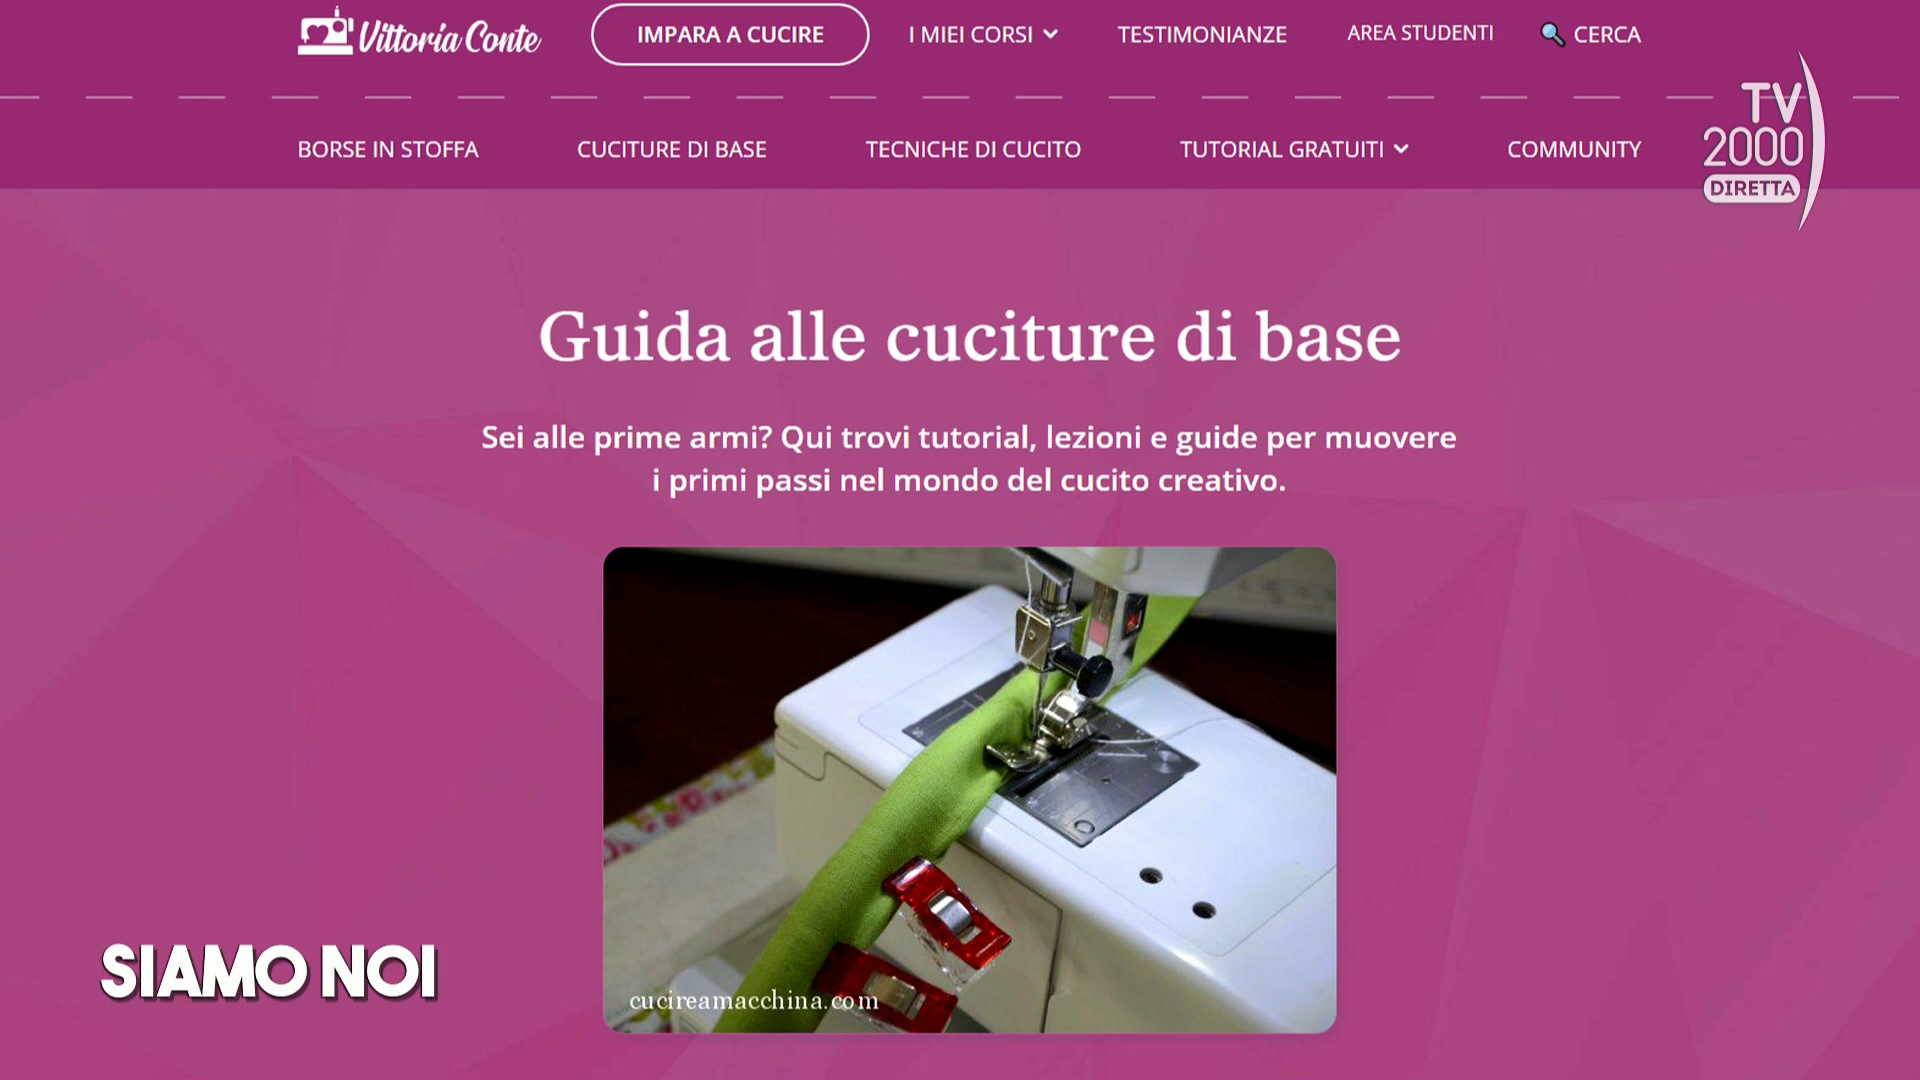 Vittoria Conte
IMPARA A CUCIRE
I MIEI CORSI
TESTIMONIANZE
AREA STUDENTI
CERCA
TV
2000
DIRETTA
BORSE IN STOFFA
CUCITURE DI BASE
TECNICHE DI CUCITO
TUTORIAL GRATUITI
COMMUNITY
Guida alle cuciture di base
Sei alle prime armi? Qui trovi tutorial, lezioni e guide per muovere
i primi passi nel mondo del cucito creativo.
SIAMO NOI
cucireamacchina.com